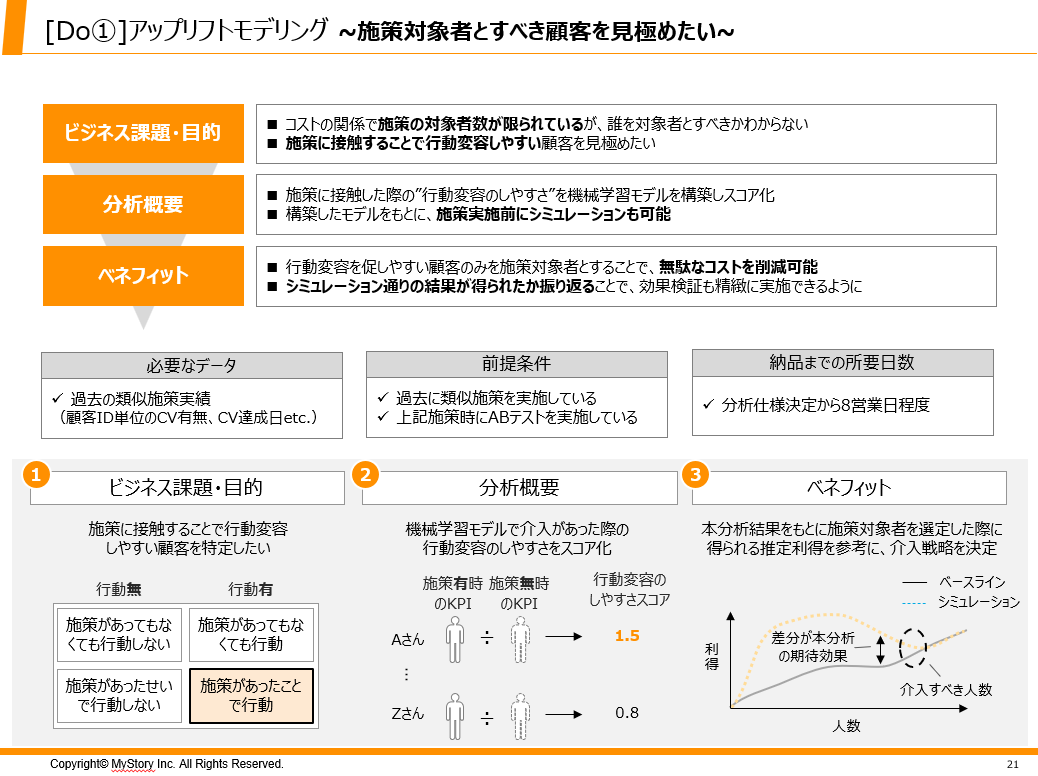 [Do①]アップリフトモデリング ~施策対象者とすべき顧客を見極めたい~
ビジネス課題・目的
■ コストの関係で施策の対象者数が限られているが、誰を対象者とすべきかわからない
■ 施策に接触することで行動変容しやすい顧客を見極めたい
分析概要
■ 施策に接触した際の”行動変容のしやすさ”を機械学習モデルを構築しスコア化
■ 構築したモデルをもとに、施策実施前にシミュレーションも可能
ベネフィット
■ 行動変容を促しやすい顧客のみを施策対象者とすることで、無駄なコストを削減可能
■ シミュレーション通りの結果が得られたか振り返ることで、効果検証も精緻に実施できるように
必要なデータ
✓ 過去の類似施策実績
（顧客ID単位のCV有無、CV達成日etc.）
前提条件
✓ 過去に類似施策を実施している
✓ 上記施策時にABテストを実施している
納品までの所要日数
✓ 分析仕様決定から8営業日程度
1
ビジネス課題・目的
施策に接触することで行動変容
しやすい顧客を特定したい
行動無
行動有
施策があってもな
くても行動しない
施策があってもな
くても行動
施策があったせい
で行動しない
施策があったこと
で行動
2
分析概要
機械学習モデルで介入があった際の
行動変容のしやすさをスコア化
施策有時
のKPI
施策無時
のKPI
行動変容の
しやすさスコア
Aさん
÷
1.5
⋮
Zさん
÷
0.8
3
ベネフィット
本分析結果をもとに施策対象者を選定した際に
得られる推定利得を参考に、介入戦略を決定
ベースライン
シミュレーション
利得
差分が本分析
の期待効果
介入すべき人数
人数
Copyright© MyStory Inc. All Rights Reserved.
21